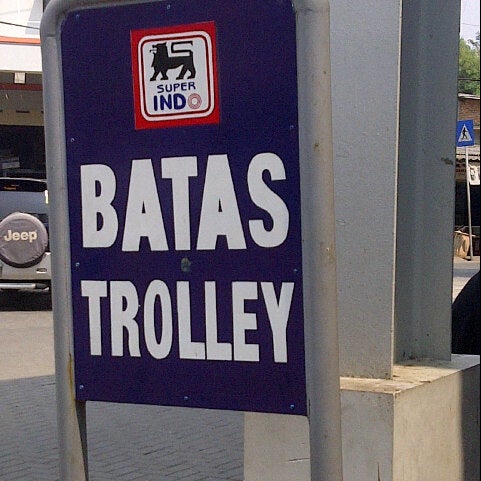 SUPER
INDO
BATAS
TROLLEY
Jeep